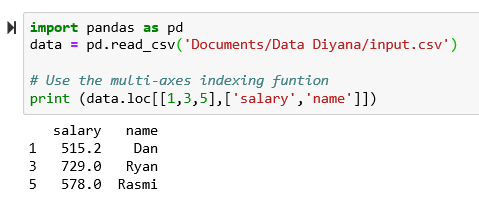 import pandas as pd
data = pd.read_csv('Documents/Data Diyana/input.csv')
# Use the multi-axes indexing funtion
print (data.loc[[1,3,5],['salary','name']])
salary name
1 515.2 Dan
3 729.0 Ryan
5 578.0 Rasmi